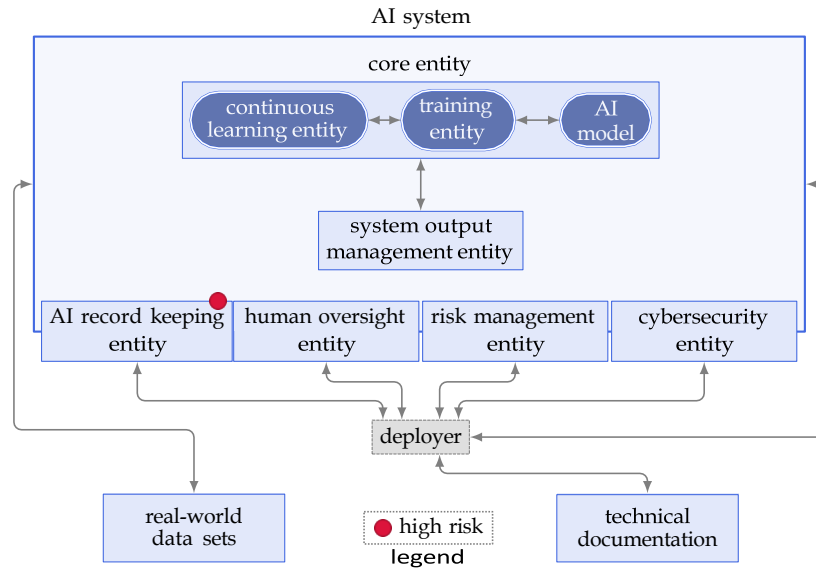 AI system
core entity
continuous
learning entity
training
entity
AI
model
system output
management entity
AI record keeping
entity
human oversight
entity
risk management
entity
cybersecurity
entity
deployer
real-world
data sets
high risk
legend
technical
documentation